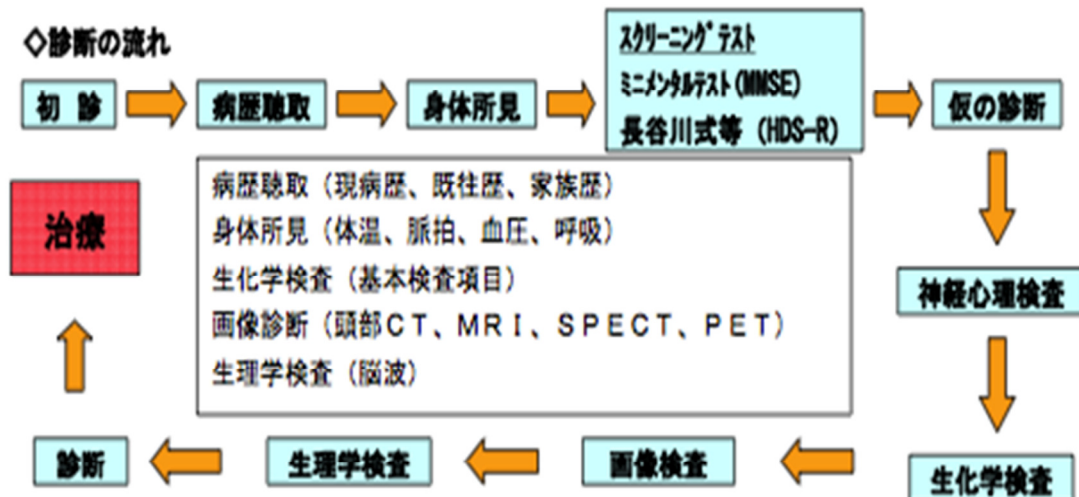 ◇診断の流れ
初 診
病歴聴取
身体所見
スクリーニングテスト
ミニメンタルテスト(MMSE)
長谷川式等 (HDS-R)
仮の診断
病歴聴取（現病歴、既往歴、家族歴）
身体所見（体温、脈拍、血圧、呼吸）
生化学検査（基本検査項目）
画像診断（頭部ＣＴ、ＭＲＩ、ＳＰＥＣＴ、ＰＥＴ）
生理学検査（脳波）
神経心理検査
生化学検査
画像検査
生理学検査
診断
治療